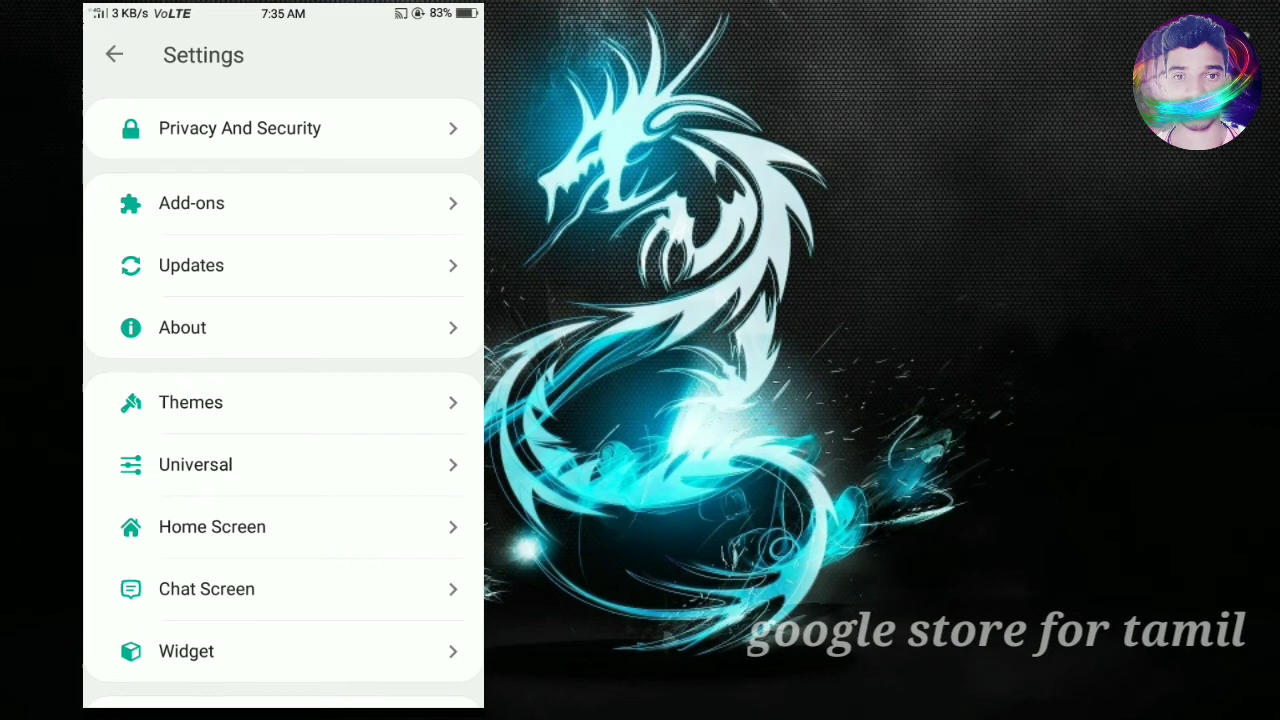 3 KB/s VoLTE 7:35 AM 83%
Settings
Privacy And Security
Add-ons
Updates
About
Themes
Universal
Home Screen
Chat Screen
Widget
google store for tamil